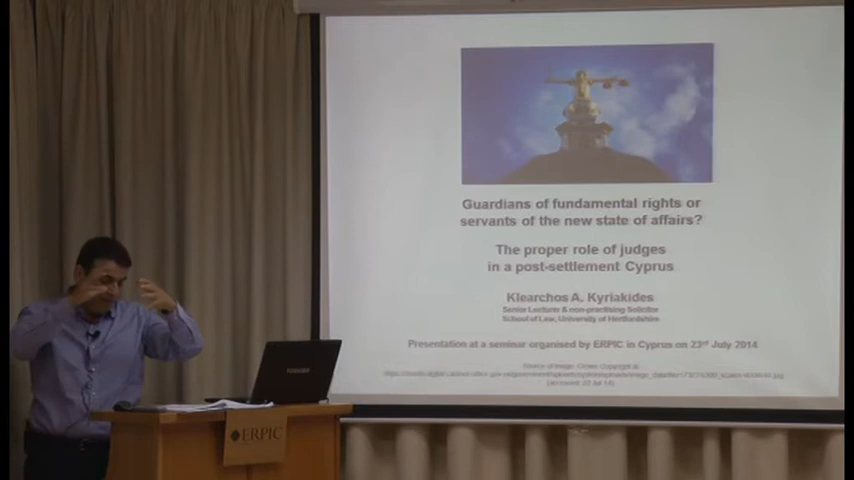 Guardians of fundamental rights or
servants of the new state of affairs?
The proper role of judges
in a post-settlement Cyprus
Klearchos A. Kyriakides
Senior Lecturer & non-practising Solicitor
School of Law, University of Hertfordshire
Presentation at a seminar organised by ERPIC in Cyprus on 23rd July 2014
Source of Image: Crown Copyright at
ERPIC